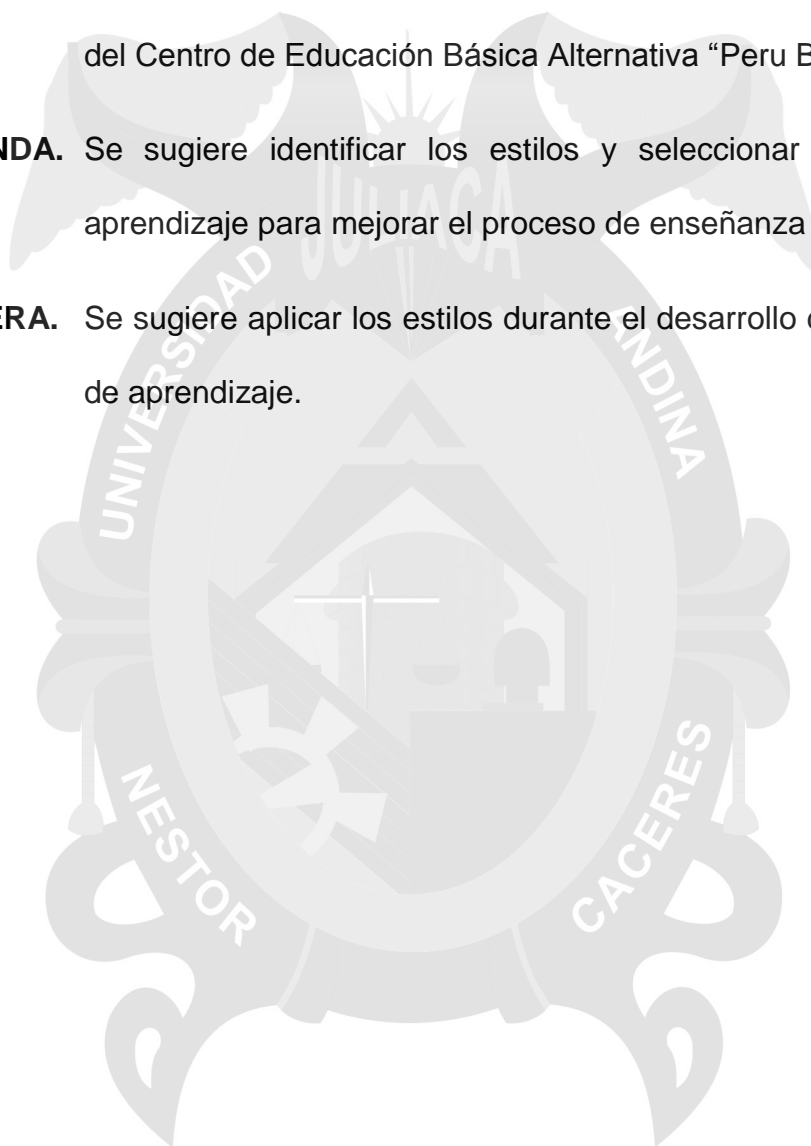 del Centro de Educación Básica Alternativa “Peru B
NDA. Se sugiere identificar los estilos y seleccionar
aprendizaje para mejorar el proceso de enseñanza
ERA. Se sugiere aplicar los estilos durante el desarrollo
de aprendizaje.
UNIVERSIDAD
ANDINA
NESTOR
CACERES
JULIACA